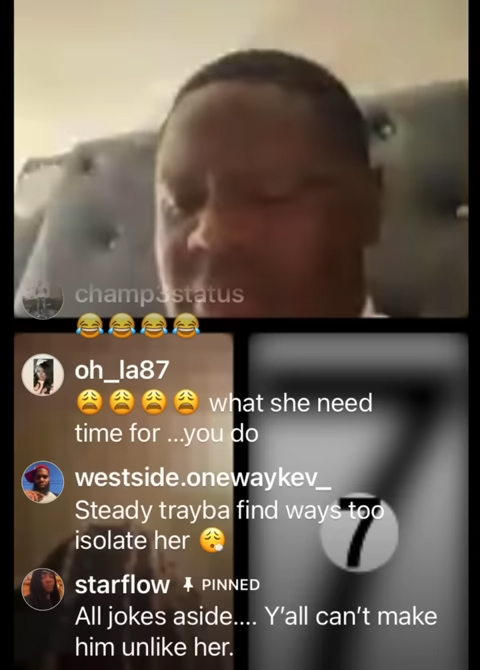 champ3status
😂😂😂😂
oh_la87
😩😩😩😩 what she need
time for ...you do
westside.onewaykev_
Steady trayba find ways too
isolate her 😮‍💨
starflow PINNED
All jokes aside.... Y'all can't make
him unlike her.
7